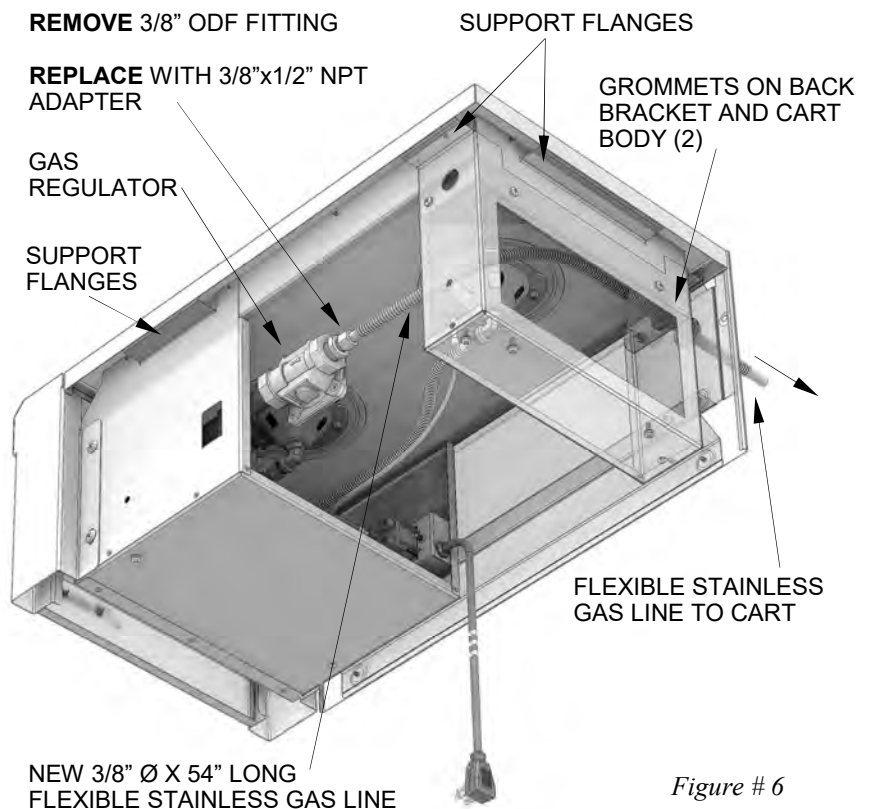 REMOVE 3/8” ODF FITTING
REPLACE WITH 3/8”x1/2” NPT
ADAPTER
GAS
REGULATOR
SUPPORT
FLANGES
SUPPORT FLANGES
GROMMETS ON BACK
BRACKET AND CART
BODY (2)
FLEXIBLE STAINLESS
GAS LINE TO CART
NEW 3/8” Ø X 54” LONG
FLEXIBLE STAINLESS GAS LINE
Figure # 6